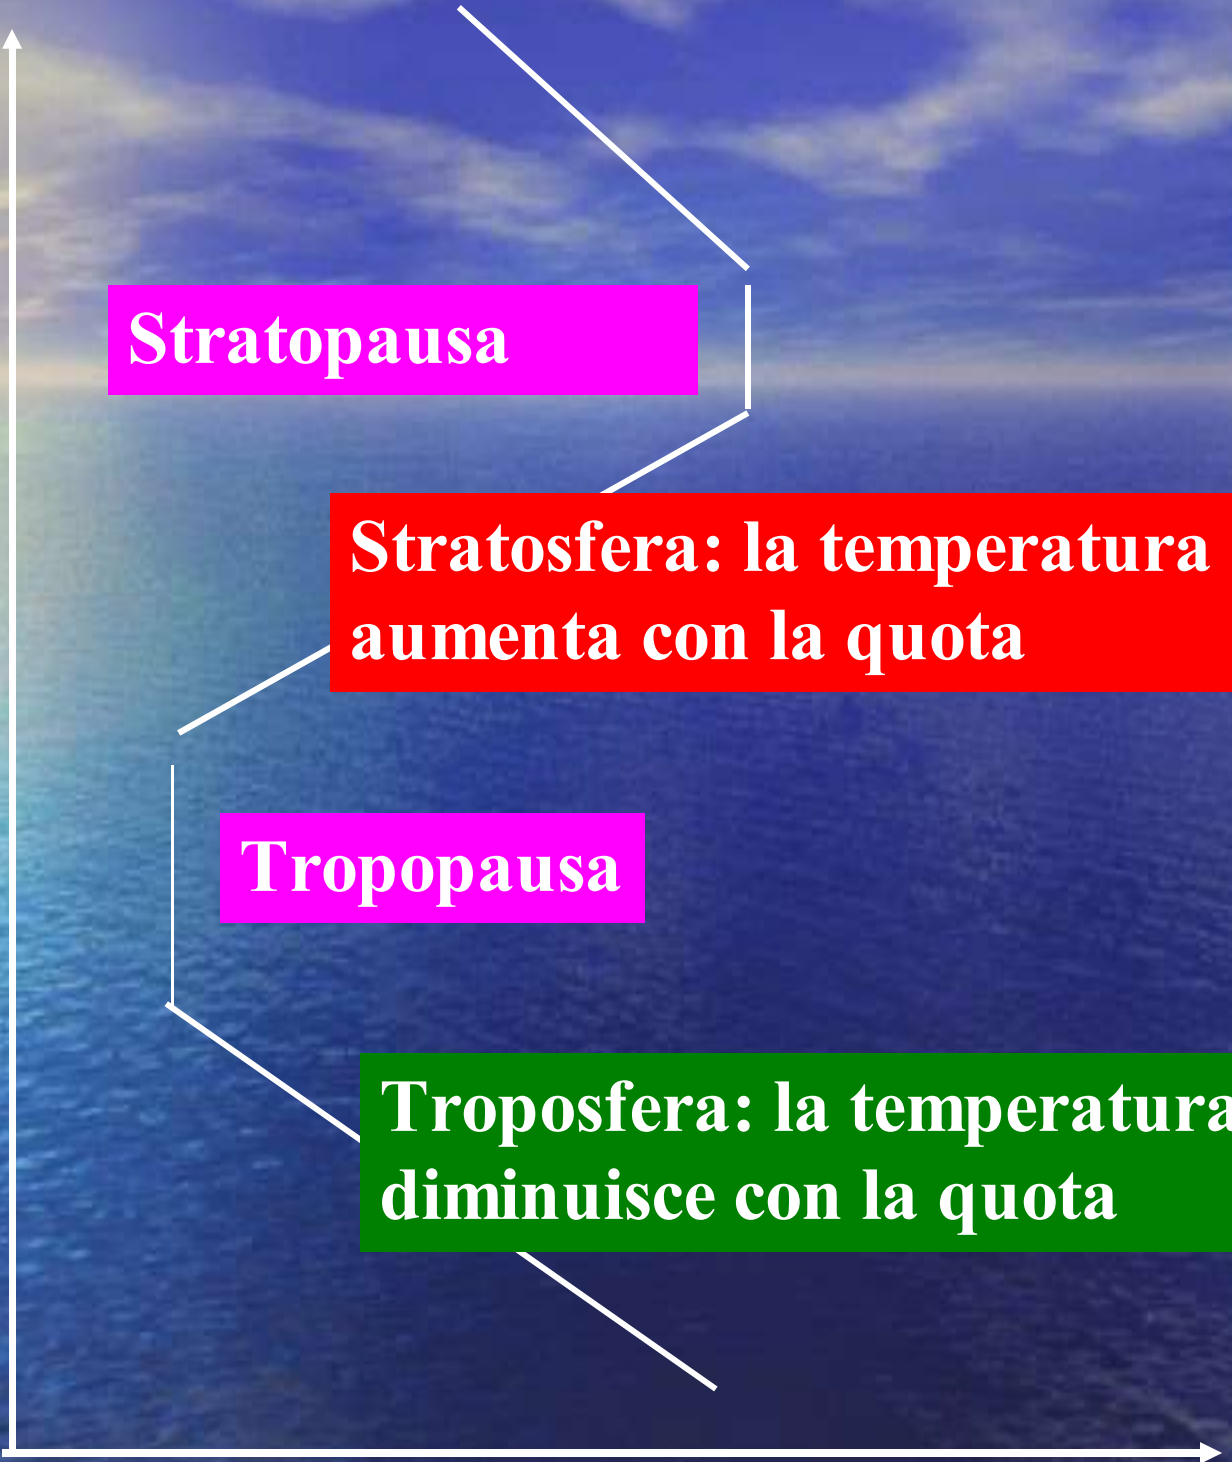 Stratopausa
Stratosfera: la temperatura
aumenta con la quota
Tropopausa
Troposfera: la temperatura
diminuisce con la quota